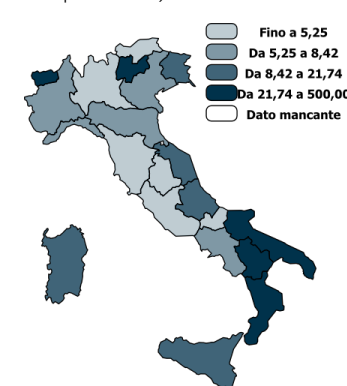 Fino a 5,25
Da 5,25 a 8,42
Da 8,42 a 21,74
Da 21,74 a 500,00
Dato mancante